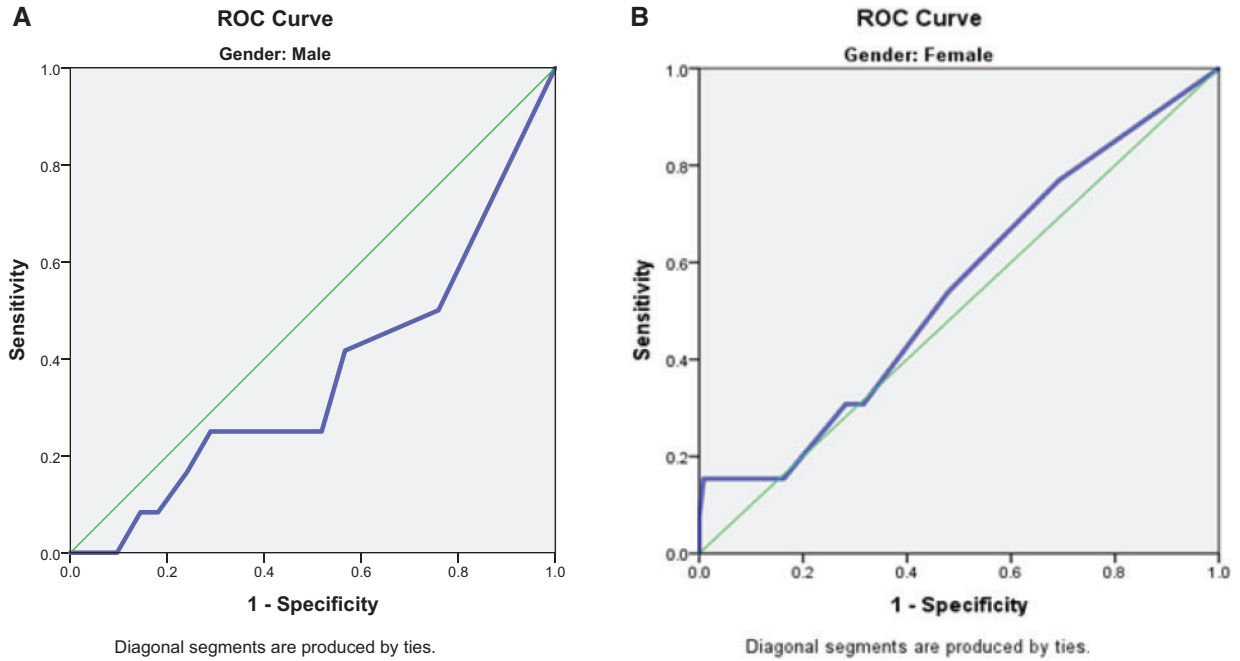 A
ROC Curve
Gender: Male
1.0
0.8
0.6
0.4
0.2
0.0
Sensitivity
0.0 0.2 0.4 0.6 0.8 1.0
1 - Specificity
Diagonal segments are produced by ties.
B
ROC Curve
Gender: Female
1.0
0.8
0.6
0.4
0.2
0.0
Sensitivity
0.0 0.2 0.4 0.6 0.8 1.0
1 - Specificity
Diagonal segments are produced by ties.